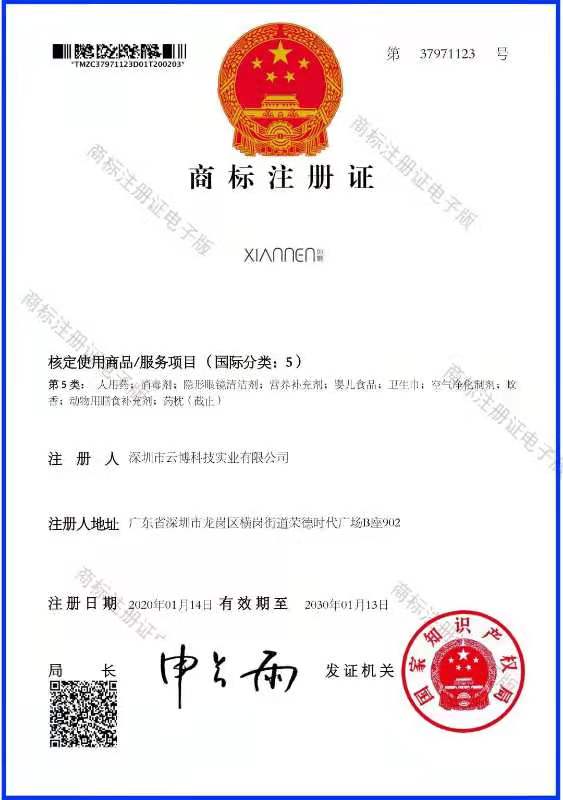 第 37971123 号
*TMZC37971123D01T200203*
商标注册证
XIANNEN
核定使用商品/服务项目（国际分类：5）
第5类： 人用药；消毒剂；隐形眼镜清洁剂；营养补充剂；婴儿食品；卫生巾；空气净化制剂；蚊
香；动物用膳食补充剂；药枕（截止）
注 册 人 深圳市云博科技实业有限公司
注册人地址 广东省深圳市龙岗区横岗街道荣德时代广场B座902
注册日期 2020年01月14日 有效期至 2030年01月13日
局 长 申长雨 发证机关
国家知识产权局
商标注册证电子版
商标注册证电子版
商标注册证电子版
商标注册证电子版
商标注册证电
商标注册证电子版